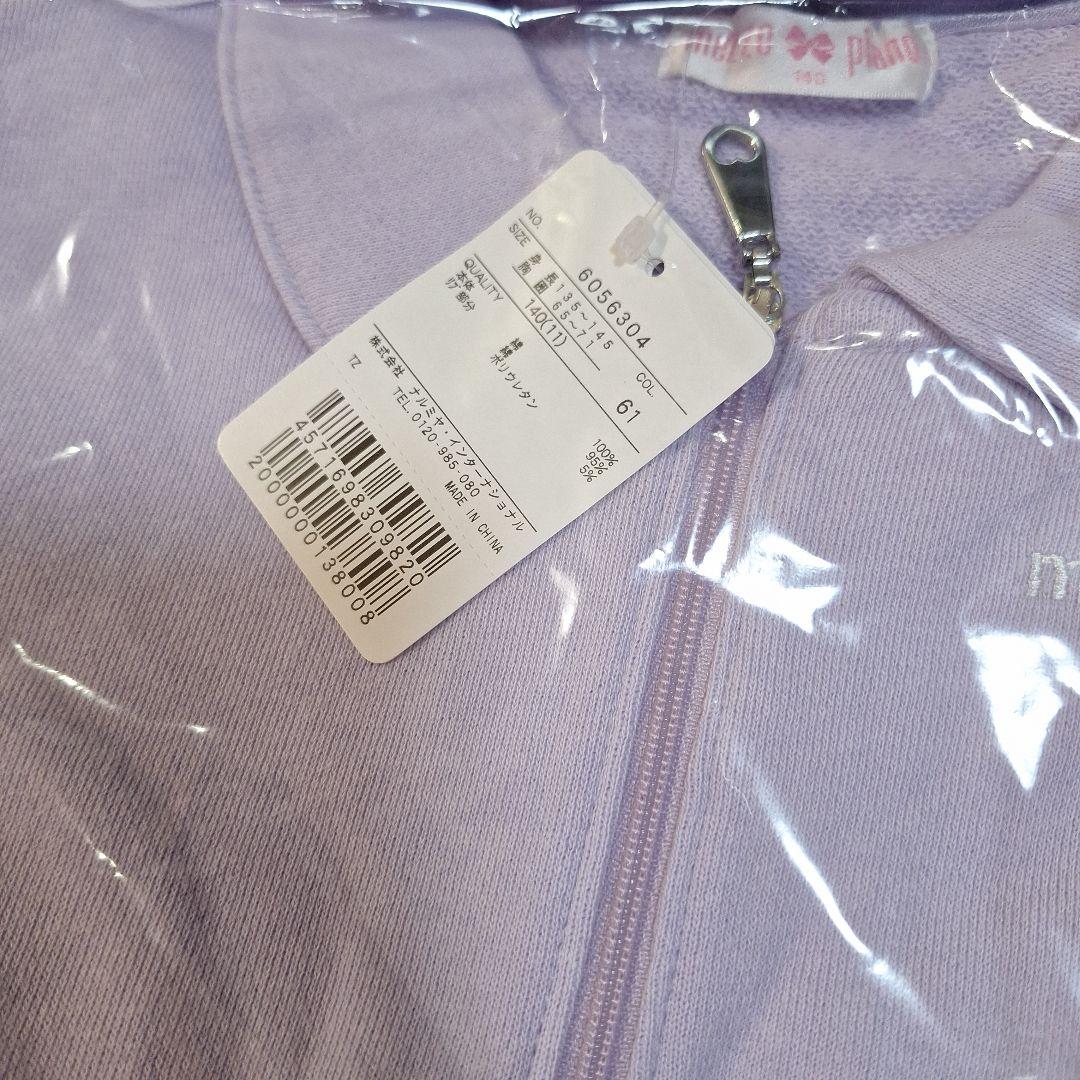 mezzo piano
140
NO. 6056304 COL. 61
SIZE 身長 135~145
胸囲 65~71
140(11)
QUALITY
本体 綿 100%
リブ部分 綿 95%
ポリウレタン 5%
株式会社 ナルミヤ・インターナショナル
TEL.0120-985-080
TZ MADE IN CHINA
4571698309820
2000000138008
m